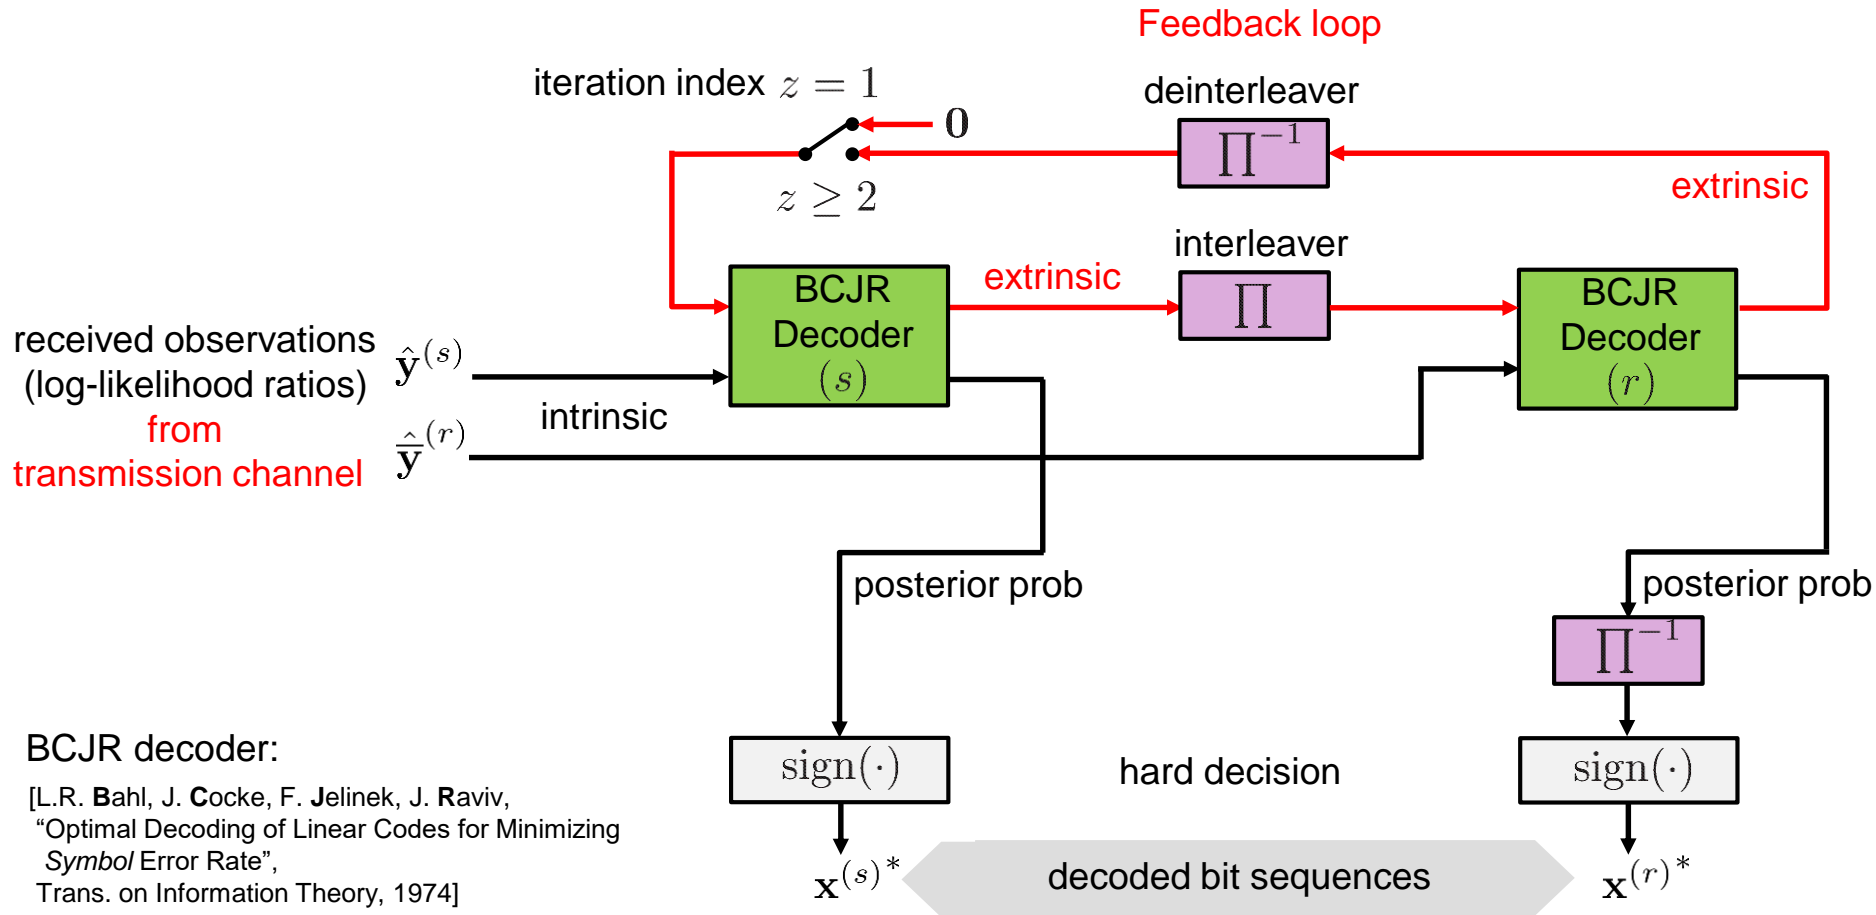 Feedback loop
iteration index z = 1
deinterleaver
0
∏⁻¹
z ≥ 2
extrinsic
interleaver
BCJR
Decoder
(s)
extrinsic
∏
BCJR
Decoder
(r)
received observations
(log-likelihood ratios)
from
transmission channel
ŷ^(s)
intrinsic
\hat{\bar{y}}^(r)
posterior prob
posterior prob
∏⁻¹
BCJR decoder:
[L.R. Bahl, J. Cocke, F. Jelinek, J. Raviv,
“Optimal Decoding of Linear Codes for Minimizing
Symbol Error Rate”,
Trans. on Information Theory, 1974]
sign(·)
hard decision
sign(·)
x^(s)*
decoded bit sequences
x^(r)*